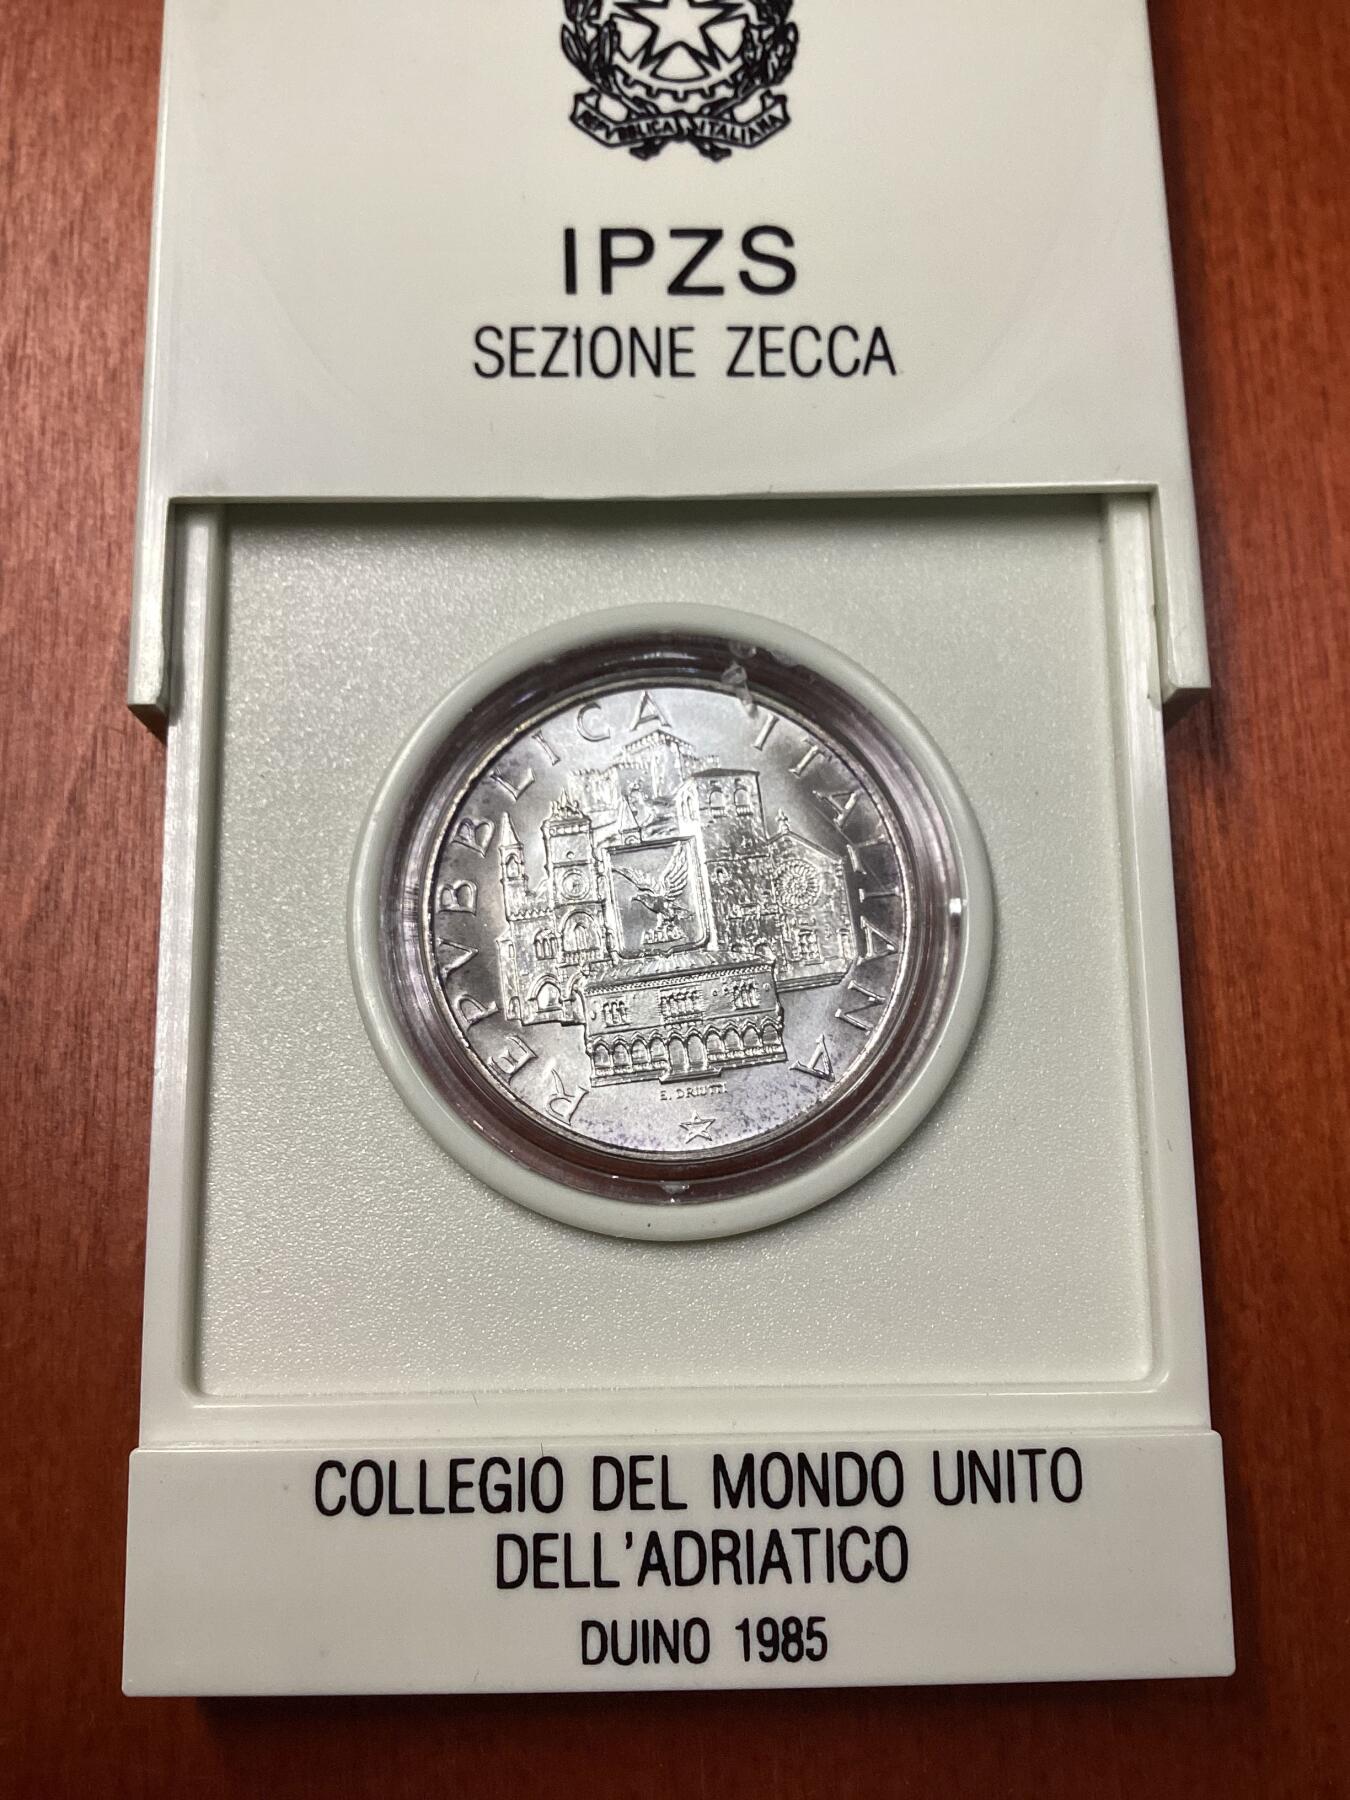 REPVBBLICA ITALIANA
IPZS
SEZIONE ZECCA
REPVBBLICA ITALIANA
E. DRIUTTI
COLLEGIO DEL MONDO UNITO
DELL'ADRIATICO
DUINO 1985